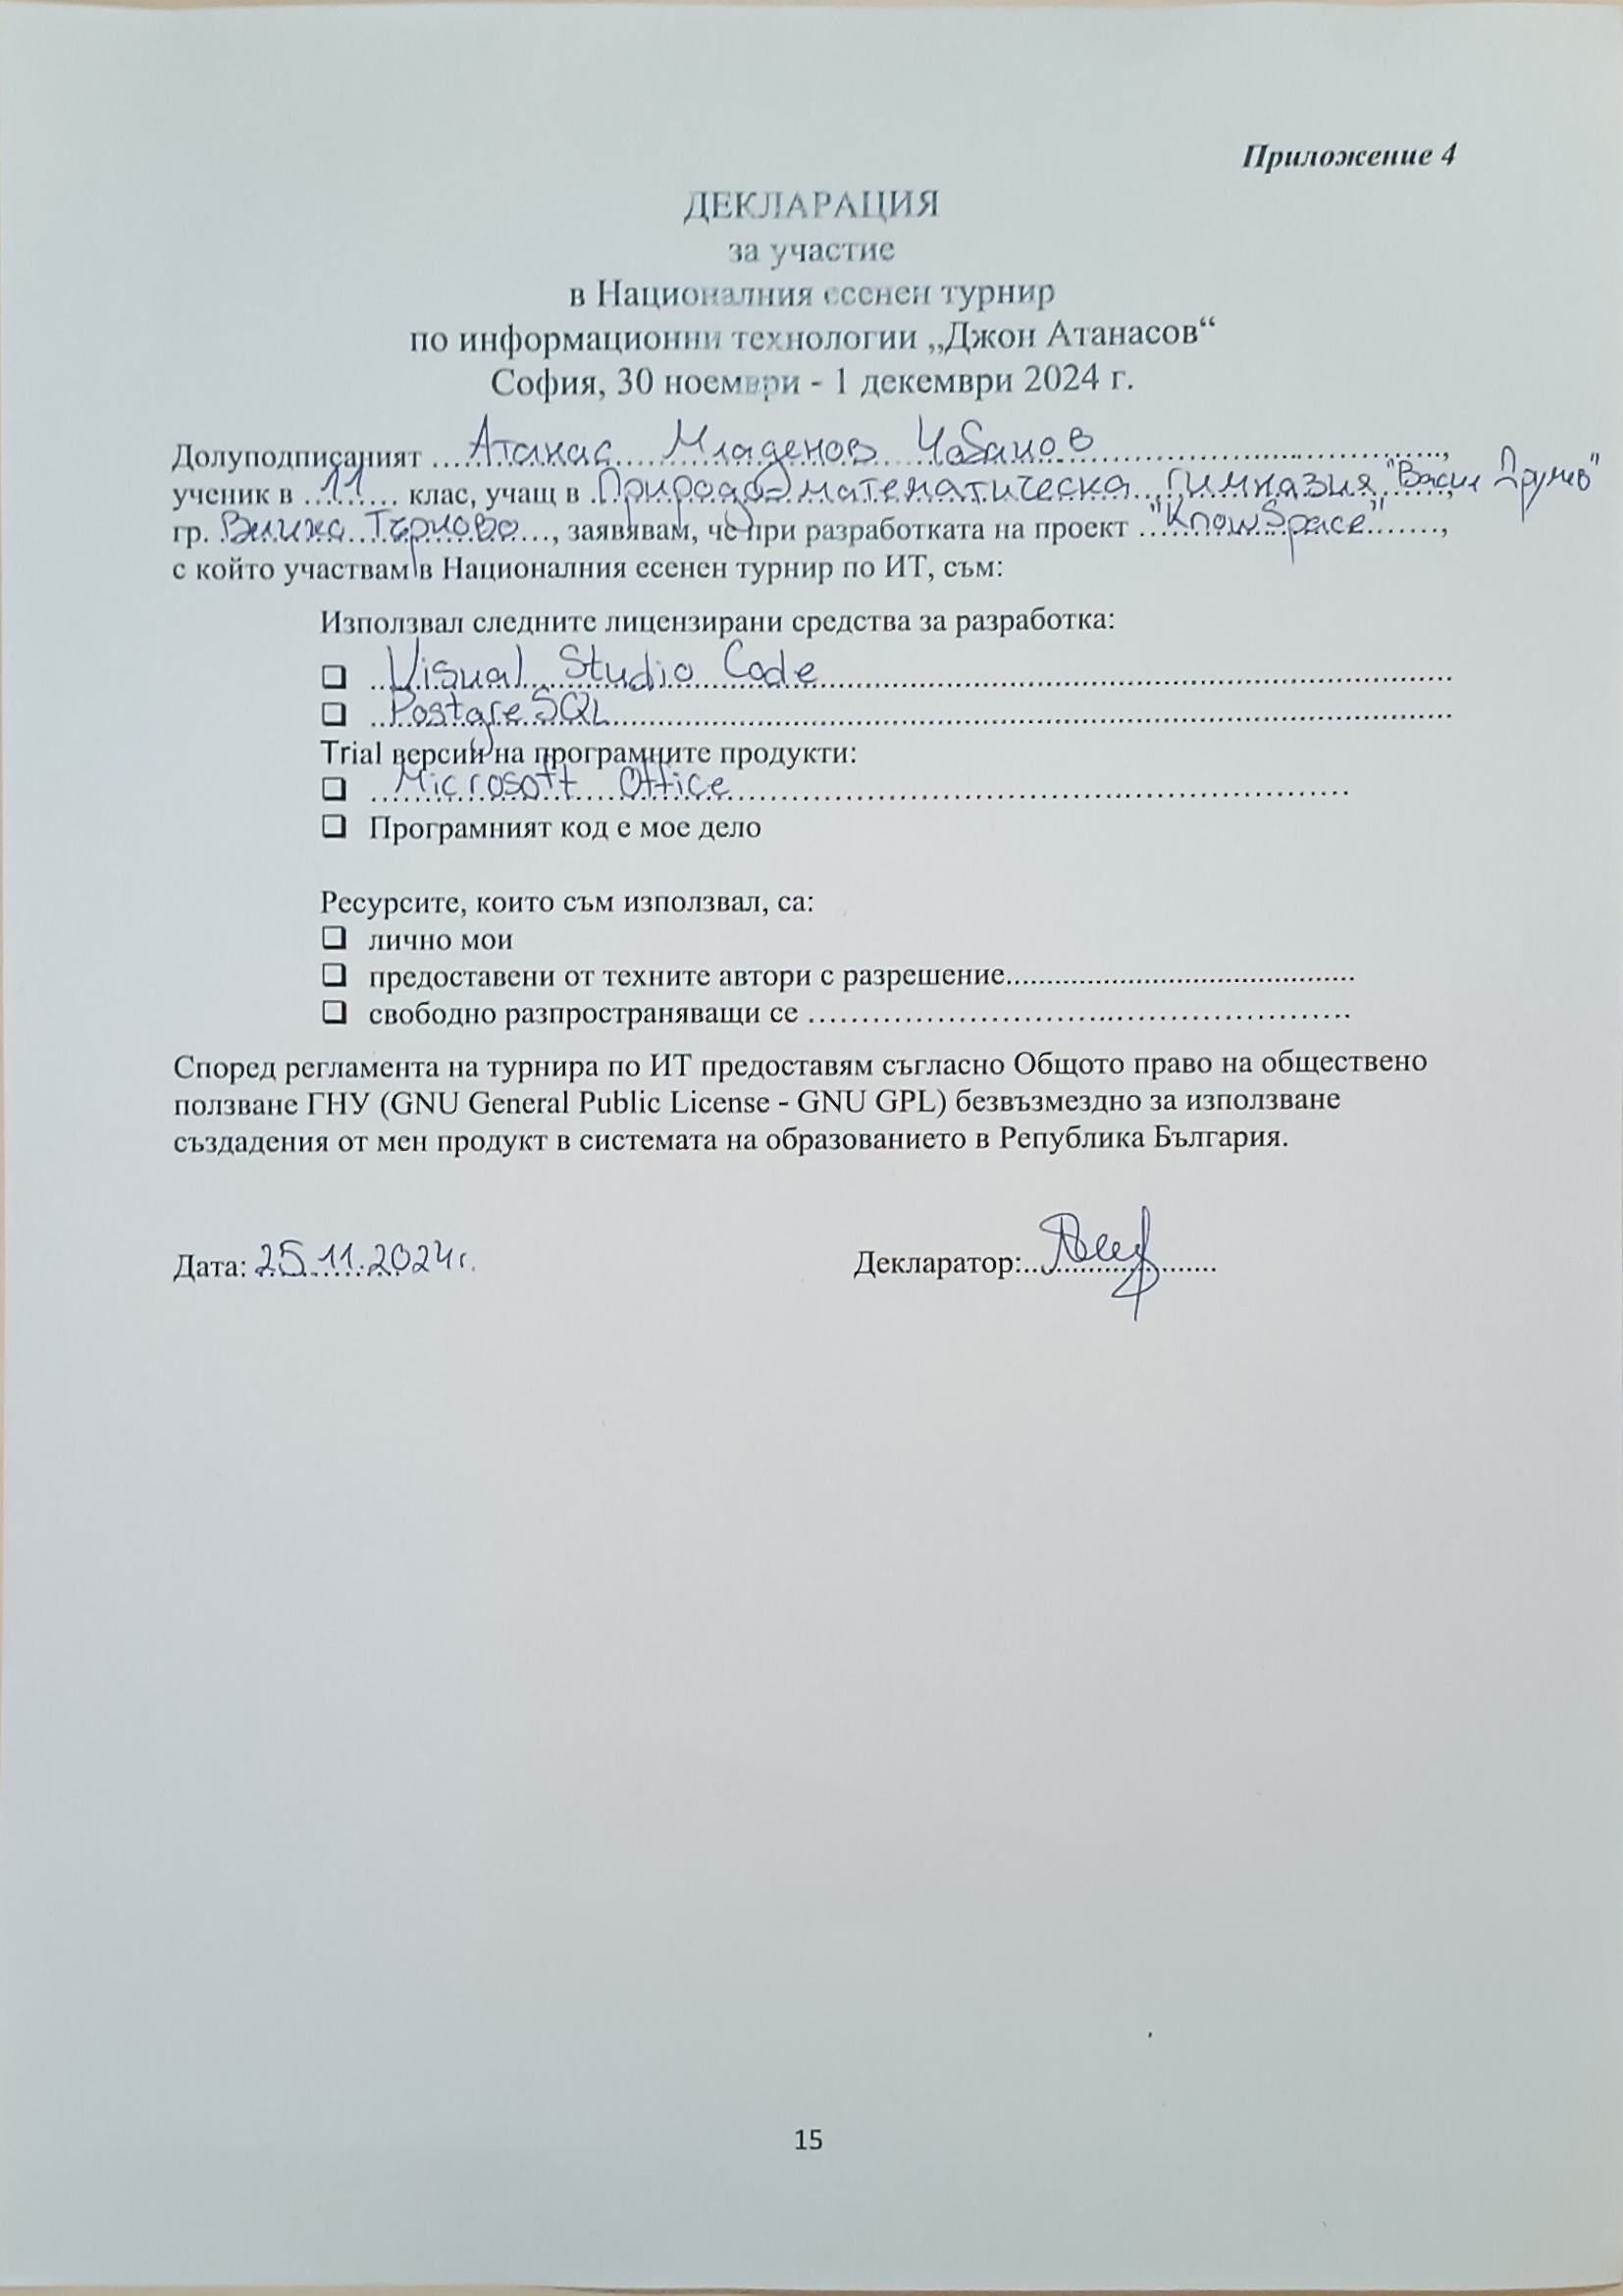 Приложение 4
ДЕКЛАРАЦИЯ
за участие
в Националния есенен турнир
по информационни технологии „Джон Атанасов“
София, 30 ноември - 1 декември 2024 г.
Долуподписаният ....Атанас Младенов Чобанов....................,
ученик в ...11...... клас, учащ в Природо-математическа гимназия "Васил Друмев"
гр. Велико Търново...., заявявам, че при разработката на проект ..."KnowSpace".......,
с който участвам в Националния есенен турнир по ИТ, съм:
Използвал следните лицензирани средства за разработка:
❑ ..Visual Studio Code..............................
❑ ..PostgreSQL..............................
Trial версии на програмните продукти:
❑ ...Microsoft Office..............................
❑ Програмният код е мое дело
Ресурсите, които съм използвал, са:
❑ лично мои
❑ предоставени от техните автори с разрешение..............................
❑ свободно разпространяващи се ..............................
Според регламента на турнира по ИТ предоставям съгласно Общото право на обществено
ползване ГНУ (GNU General Public License - GNU GPL) безвъзмездно за използване
създадения от мен продукт в системата на образованието в Република България.
Дата: 25.11.2024г. Декларатор:....................
15